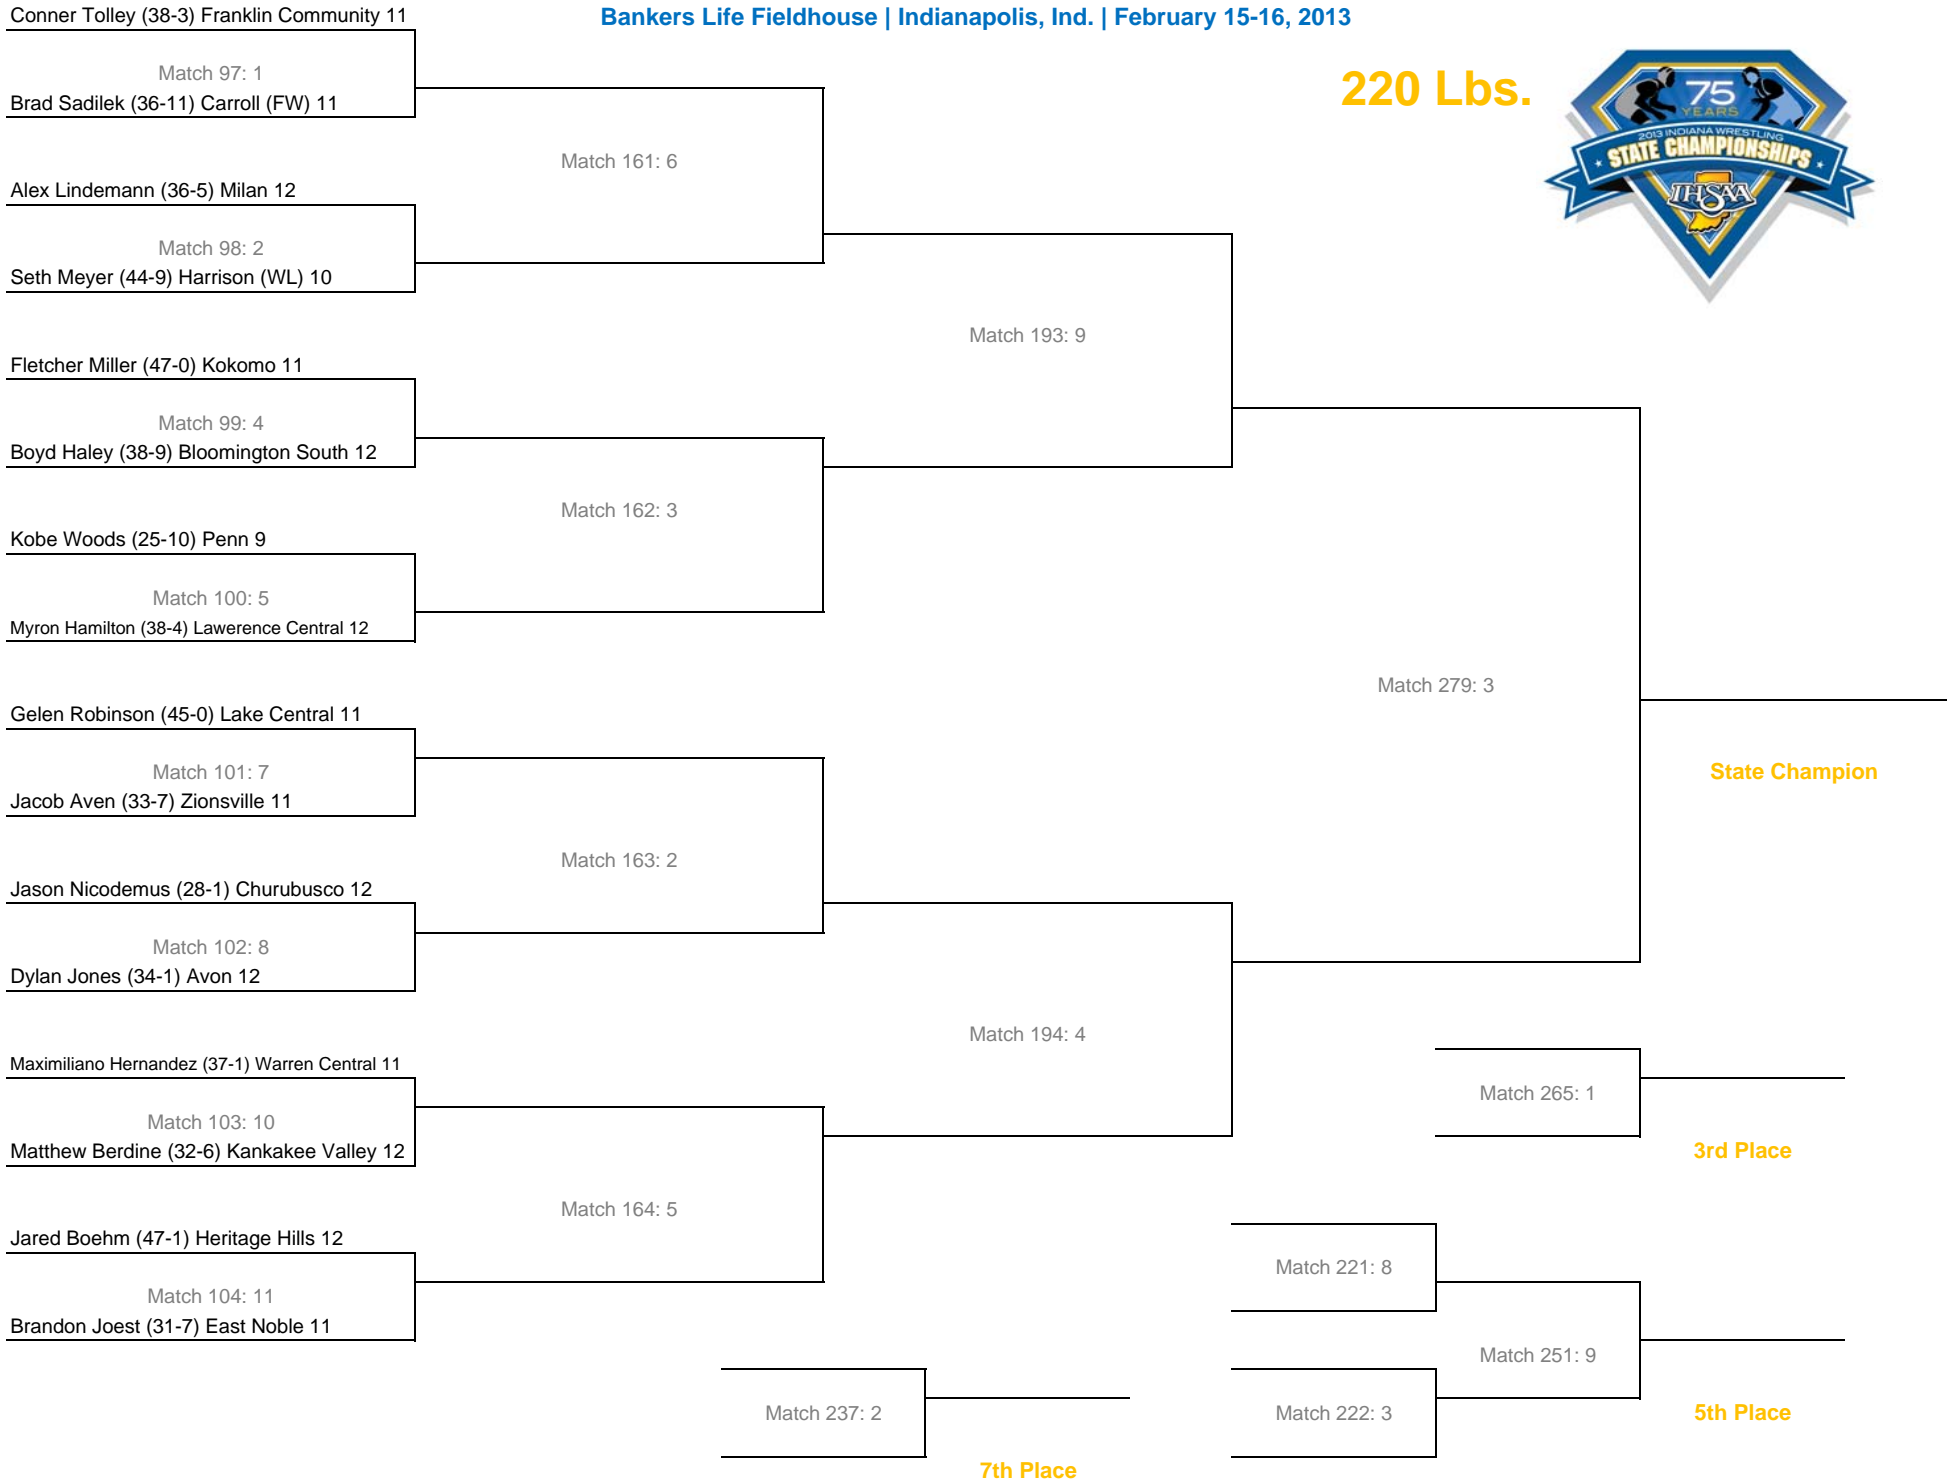 Conner Tolley (38-3) Franklin Community 11
Bankers Life Fieldhouse | Indianapolis, Ind. | February 15-16, 2013
Match 97: 1
Brad Sadilek (36-11) Carroll (FW) 11
220 Lbs.
75
YEARS
2013 INDIANA WRESTLING
STATE CHAMPIONSHIPS
IHSAA
Match 161: 6
Alex Lindemann (36-5) Milan 12
Match 98: 2
Seth Meyer (44-9) Harrison (WL) 10
Match 193: 9
Fletcher Miller (47-0) Kokomo 11
Match 99: 4
Boyd Haley (38-9) Bloomington South 12
Match 162: 3
Kobe Woods (25-10) Penn 9
Match 100: 5
Myron Hamilton (38-4) Lawerence Central 12
Match 279: 3
Gelen Robinson (45-0) Lake Central 11
Match 101: 7
State Champion
Jacob Aven (33-7) Zionsville 11
Match 163: 2
Jason Nicodemus (28-1) Churubusco 12
Match 102: 8
Dylan Jones (34-1) Avon 12
Match 194: 4
Maximiliano Hernandez (37-1) Warren Central 11
Match 265: 1
Match 103: 10
Matthew Berdine (32-6) Kankakee Valley 12
3rd Place
Match 164: 5
Jared Boehm (47-1) Heritage Hills 12
Match 221: 8
Match 104: 11
Brandon Joest (31-7) East Noble 11
Match 251: 9
Match 237: 2
Match 222: 3
5th Place
7th Place